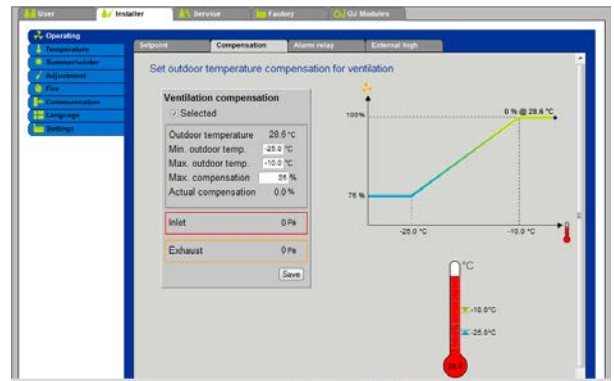 User
Installer
Service
Factory
OJ Modules
Operating
Temperature
Summer/winter
Adjustment
Fire
Communication
Language
Settings
Setpoint
Compensation
Alarm relay
External high
Set outdoor temperature compensation for ventilation
Ventilation compensation
Selected
Outdoor temperature 28.6 °C
Min. outdoor temp. -25.0 °C
Max. outdoor temp. -10.0 °C
Max. compensation 25 %
Actual compensation 0.0 %
Inlet 0 Pa
Exhaust 0 Pa
Save
100%
0 % @ 28.6 °C
75 %
-25.0 °C
-10.0 °C
°C
-10.0°C
-25.0°C
28.6